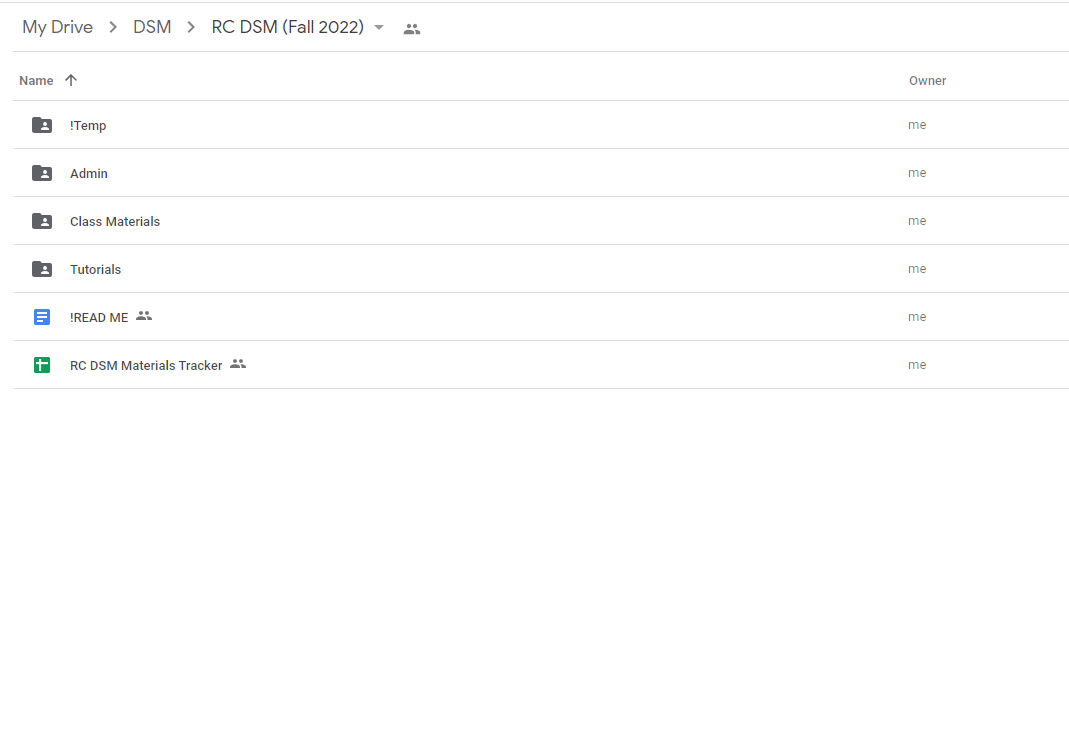 My Drive > DSM > RC DSM (Fall 2022)
Name Owner
!Temp me
Admin me
Class Materials me
Tutorials me
!READ ME me
RC DSM Materials Tracker me